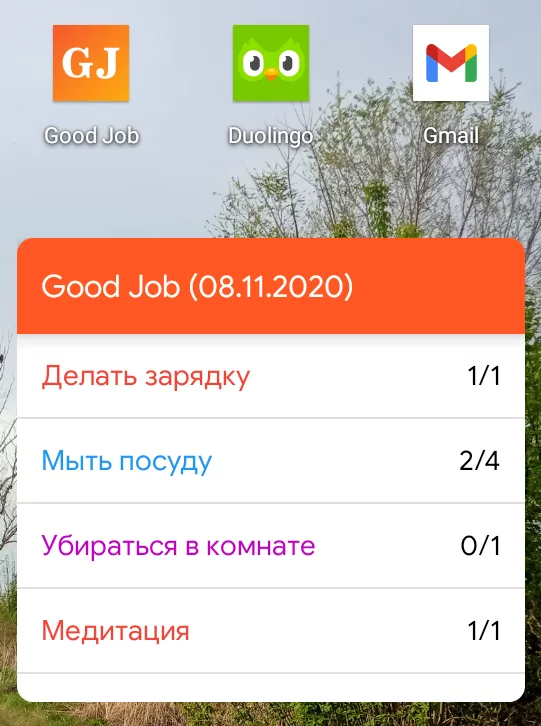 GJ
Good Job
Duolingo
Gmail
Good Job (08.11.2020)
Делать зарядку 1/1
Мыть посуду 2/4
Убираться в комнате 0/1
Медитация 1/1